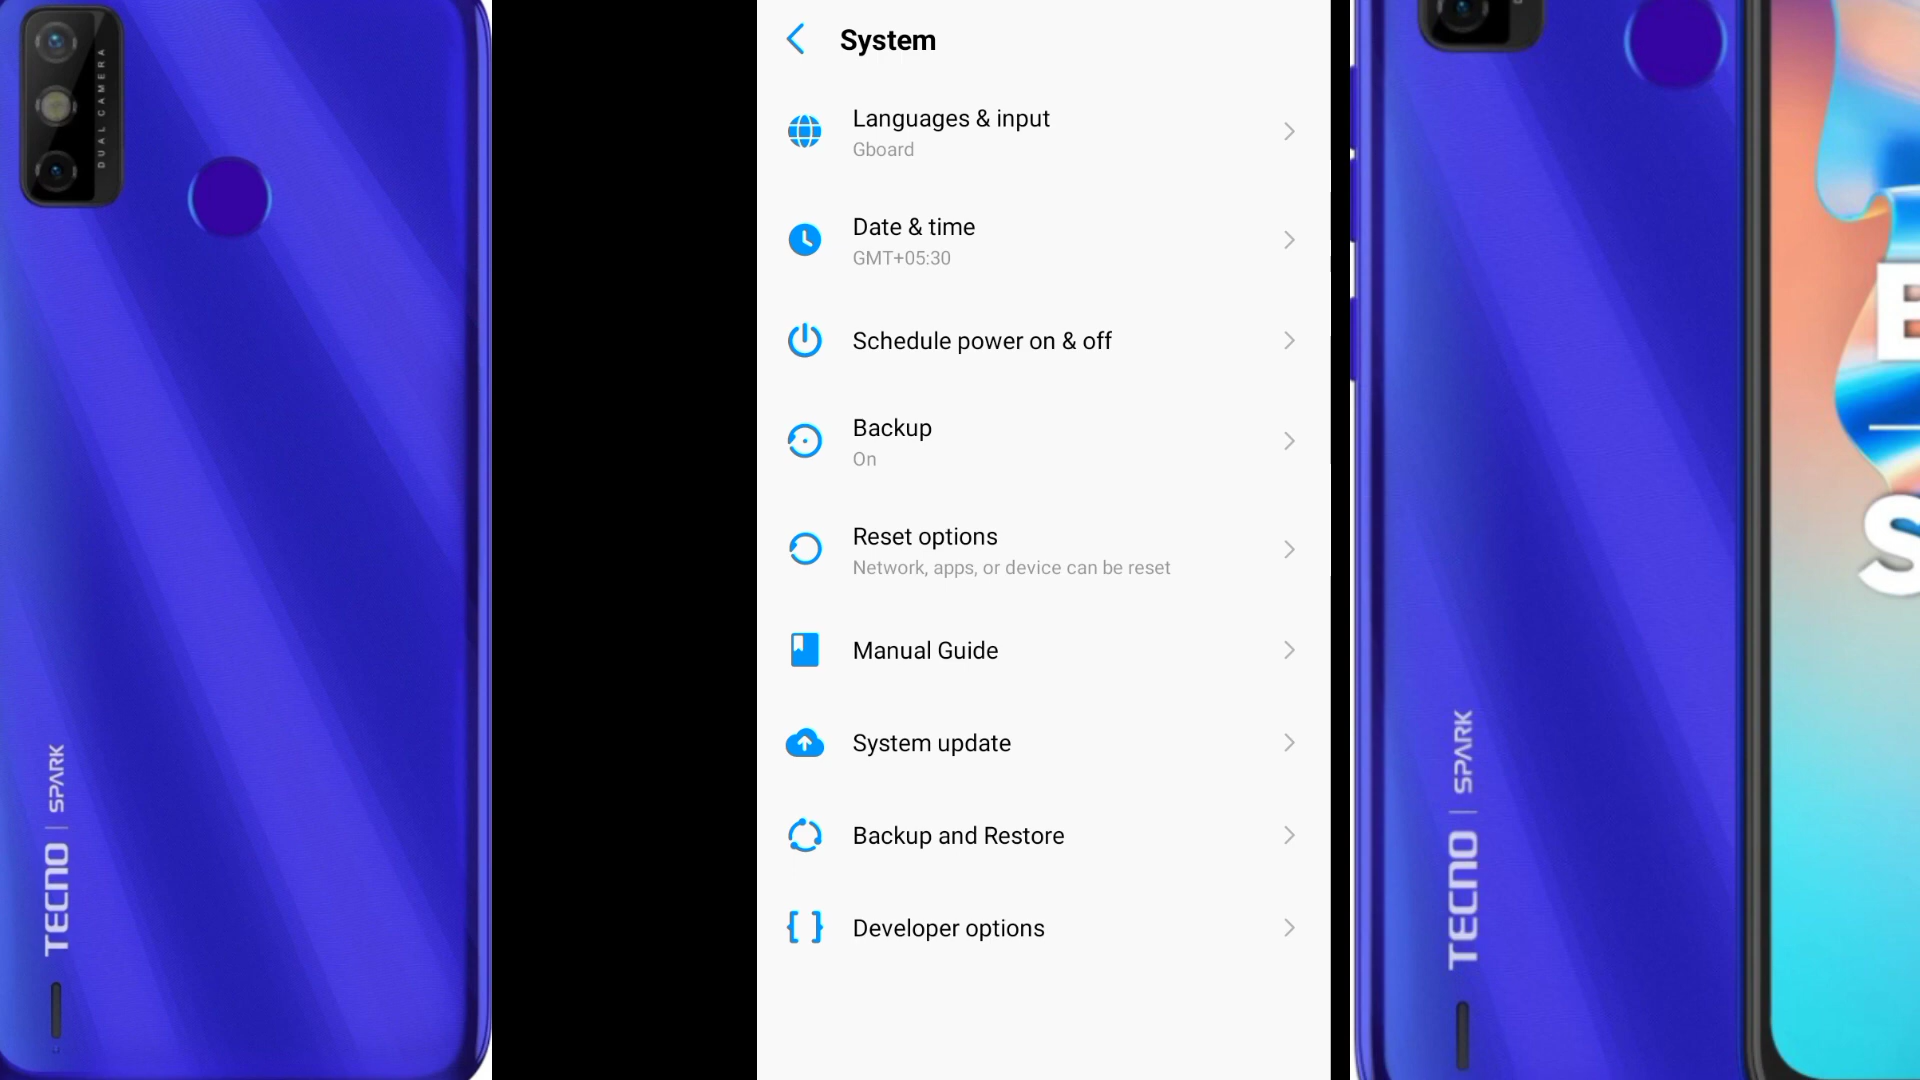 DUAL CAMERA
TECNO | SPARK
System
Languages & input
Gboard
Date & time
GMT+05:30
Schedule power on & off
Backup
On
Reset options
Network, apps, or device can be reset
Manual Guide
System update
Backup and Restore
Developer options
TECNO | SPARK
S